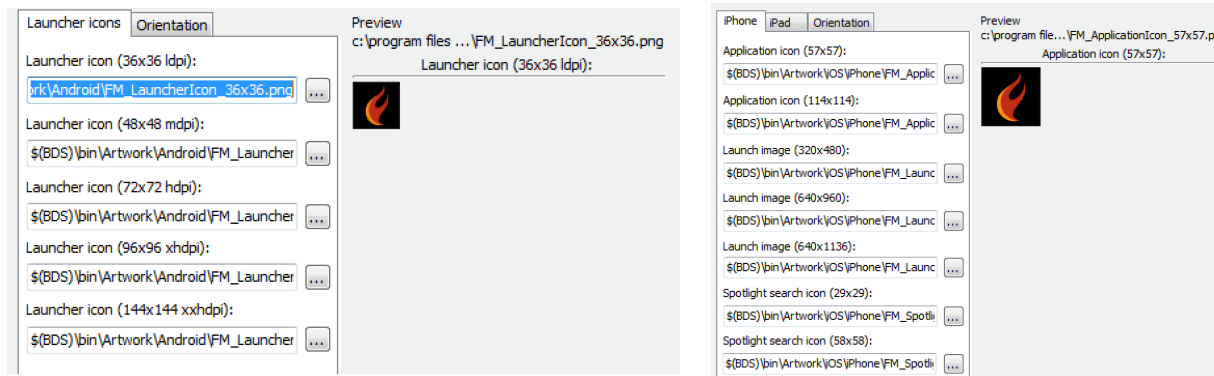 Launcher icons Orientation
Launcher icon (36x36 ldpi):
ork\Android\FM_LauncherIcon_36x36.png ...
Launcher icon (48x48 mdpi):
$(BDS)\bin\Artwork\Android\FM_Launcher ...
Launcher icon (72x72 hdpi):
$(BDS)\bin\Artwork\Android\FM_Launcher ...
Launcher icon (96x96 xhdpi):
$(BDS)\bin\Artwork\Android\FM_Launcher ...
Launcher icon (144x144 xxhdpi):
$(BDS)\bin\Artwork\Android\FM_Launcher ...
Preview
c:\program files ...\FM_LauncherIcon_36x36.png
Launcher icon (36x36 ldpi):
iPhone iPad Orientation
Application icon (57x57):
$(BDS)\bin\Artwork\iOS\iPhone\FM_Applic ...
Application icon (114x114):
$(BDS)\bin\Artwork\iOS\iPhone\FM_Applic ...
Launch image (320x480):
$(BDS)\bin\Artwork\iOS\iPhone\FM_Launc ...
Launch image (640x960):
$(BDS)\bin\Artwork\iOS\iPhone\FM_Launc ...
Launch image (640x1136):
$(BDS)\bin\Artwork\iOS\iPhone\FM_Launc ...
Spotlight search icon (29x29):
$(BDS)\bin\Artwork\iOS\iPhone\FM_Spotli ...
Spotlight search icon (58x58):
$(BDS)\bin\Artwork\iOS\iPhone\FM_Spotli ...
Preview
c:\program file...\FM_ApplicationIcon_57x57.p
Application icon (57x57):